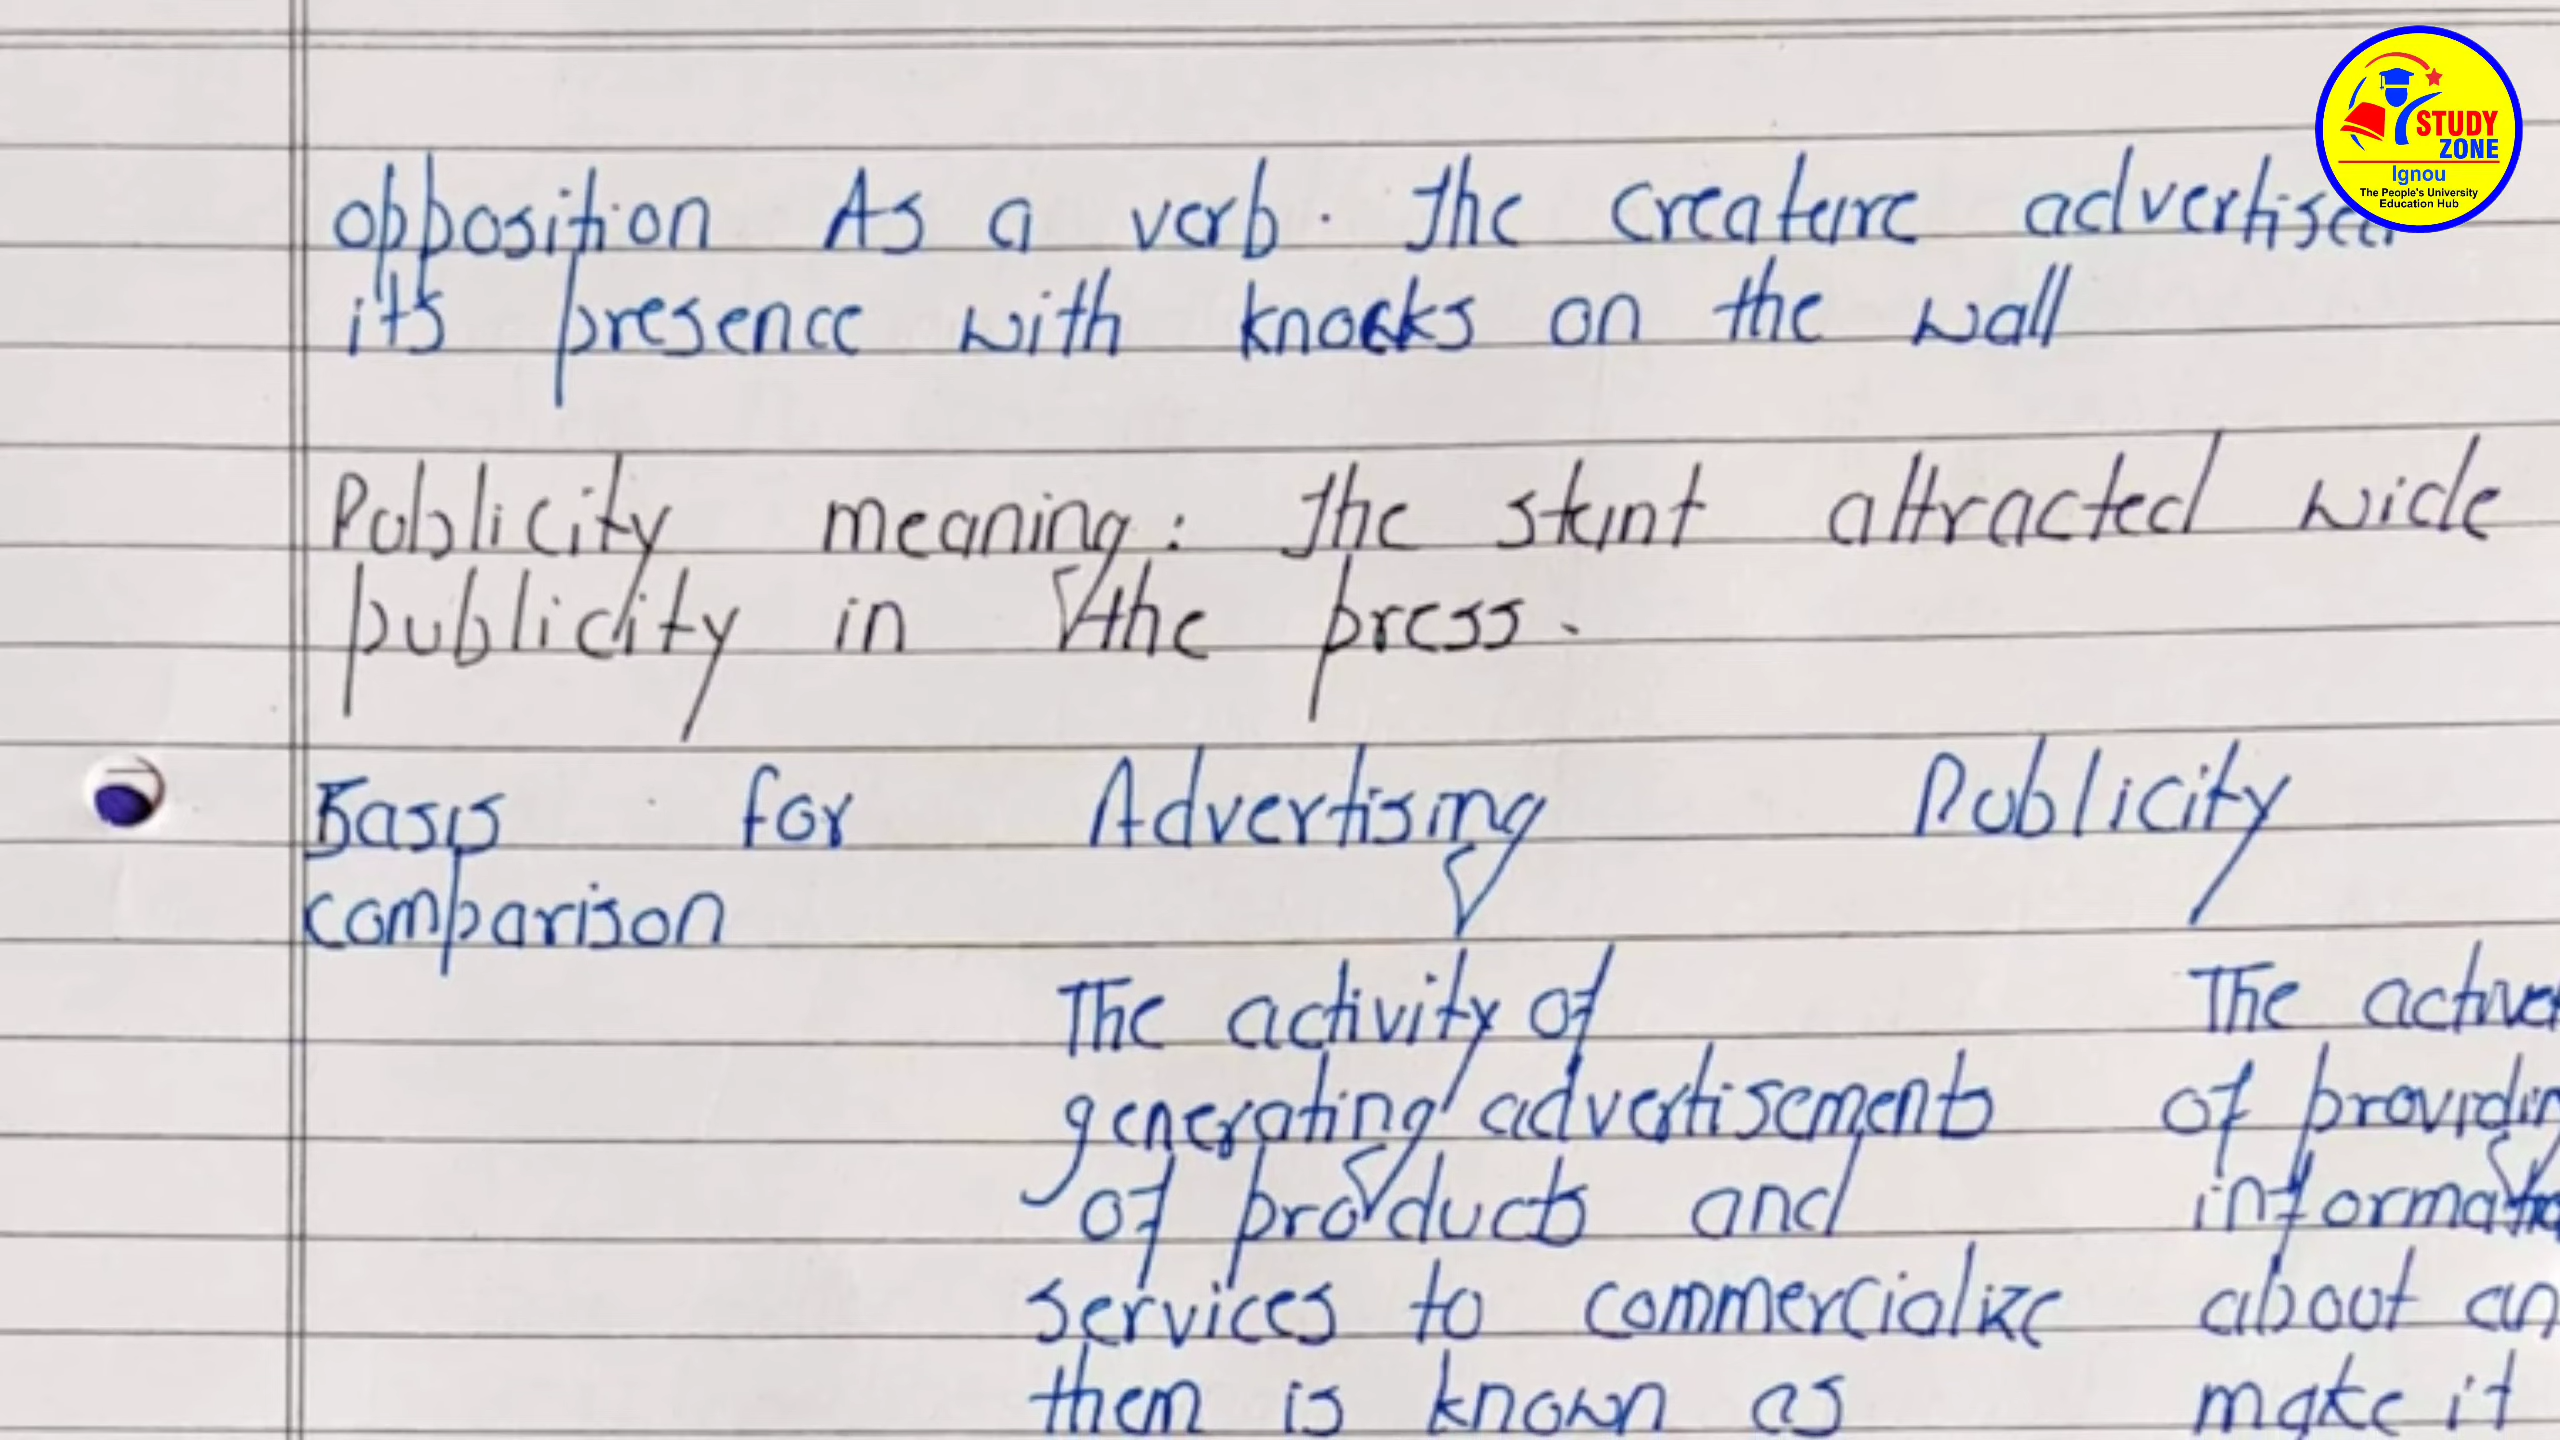 STUDY
ZONE
Ignou
The People's University
Education Hub
opposition As a verb. The creature advertised
its presence with knocks on the wall
Publicity meaning: The stunt attracted wide
publicity in the press.
Basis for Advertising Publicity
comparison
The activity of The
generating advertisements of
of products and
services to commercialize about an
them is known as make it